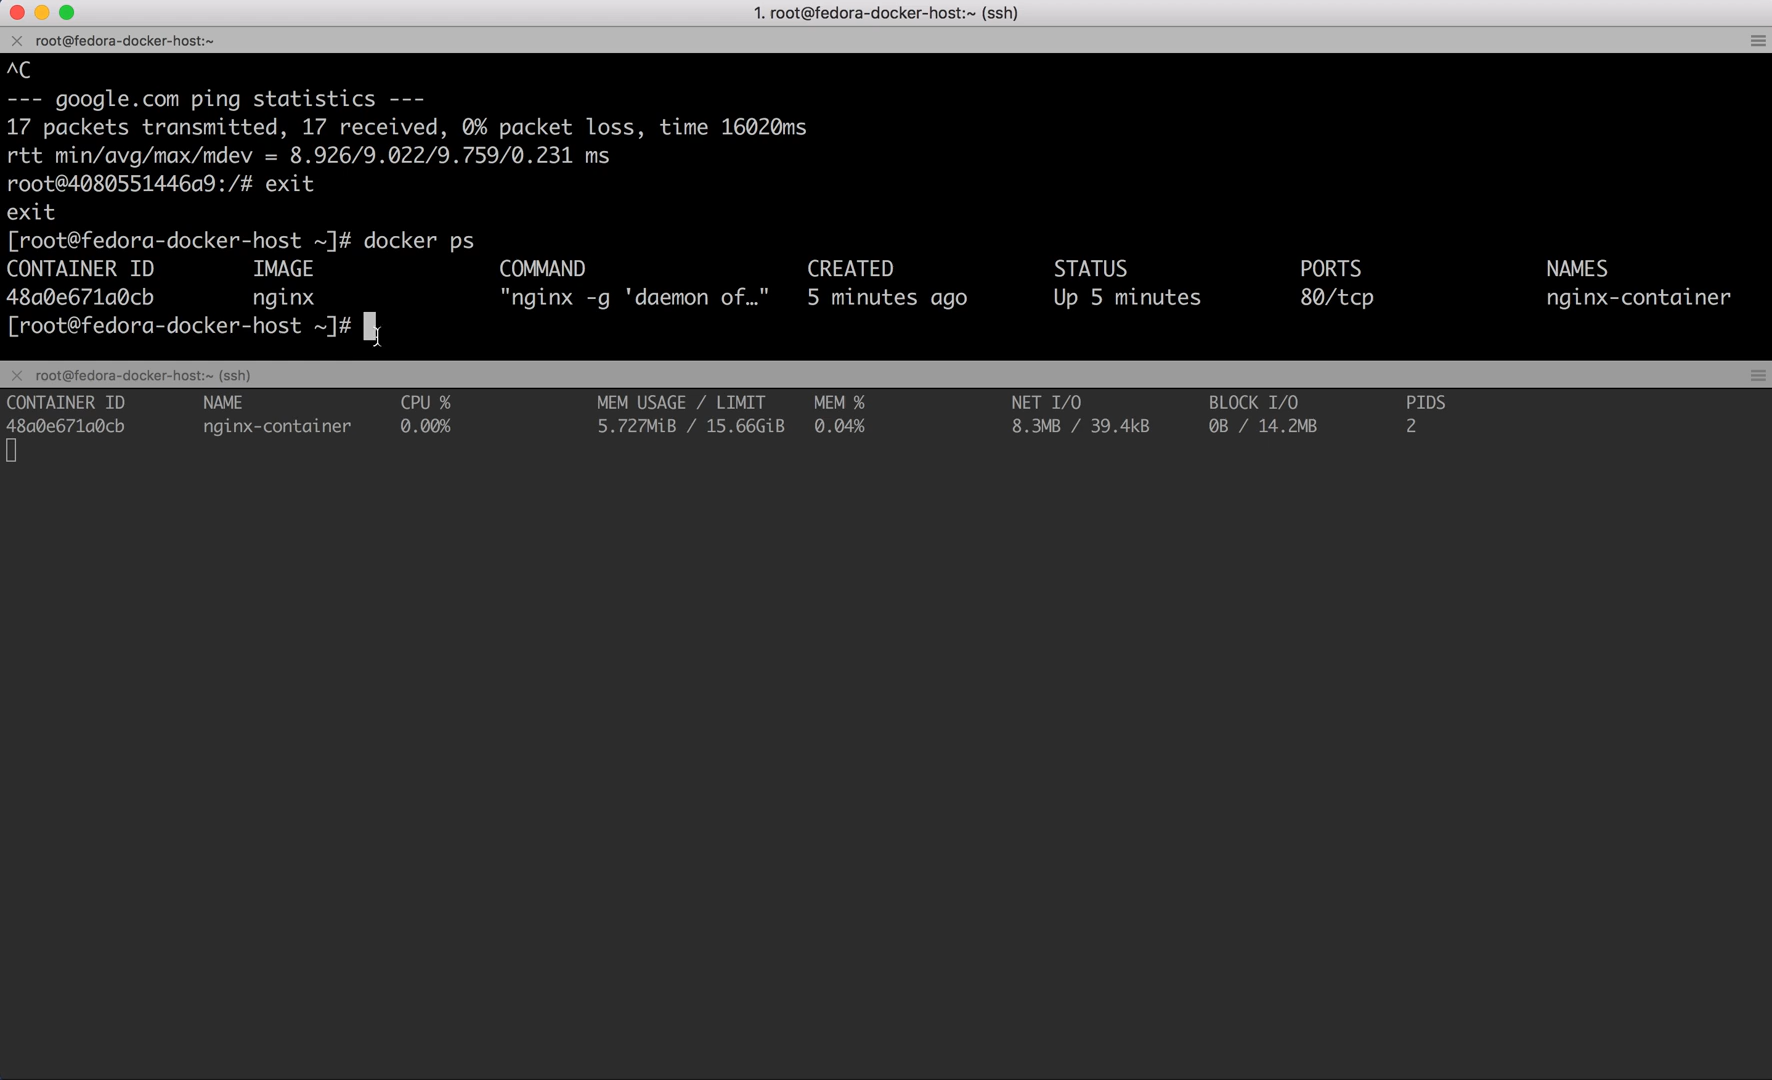 1. root@fedora-docker-host:~ (ssh)
root@fedora-docker-host:~
^C
--- google.com ping statistics ---
17 packets transmitted, 17 received, 0% packet loss, time 16020ms
rtt min/avg/max/mdev = 8.926/9.022/9.759/0.231 ms
root@4080551446a9:/# exit
exit
[root@fedora-docker-host ~]# docker ps
CONTAINER ID IMAGE COMMAND CREATED STATUS PORTS NAMES
48a0e671a0cb nginx "nginx -g 'daemon of…" 5 minutes ago Up 5 minutes 80/tcp nginx-container
[root@fedora-docker-host ~]#
root@fedora-docker-host:~ (ssh)
CONTAINER ID NAME CPU % MEM USAGE / LIMIT MEM % NET I/O BLOCK I/O PIDS
48a0e671a0cb nginx-container 0.00% 5.727MiB / 15.66GiB 0.04% 8.3MB / 39.4kB 0B / 14.2MB 2